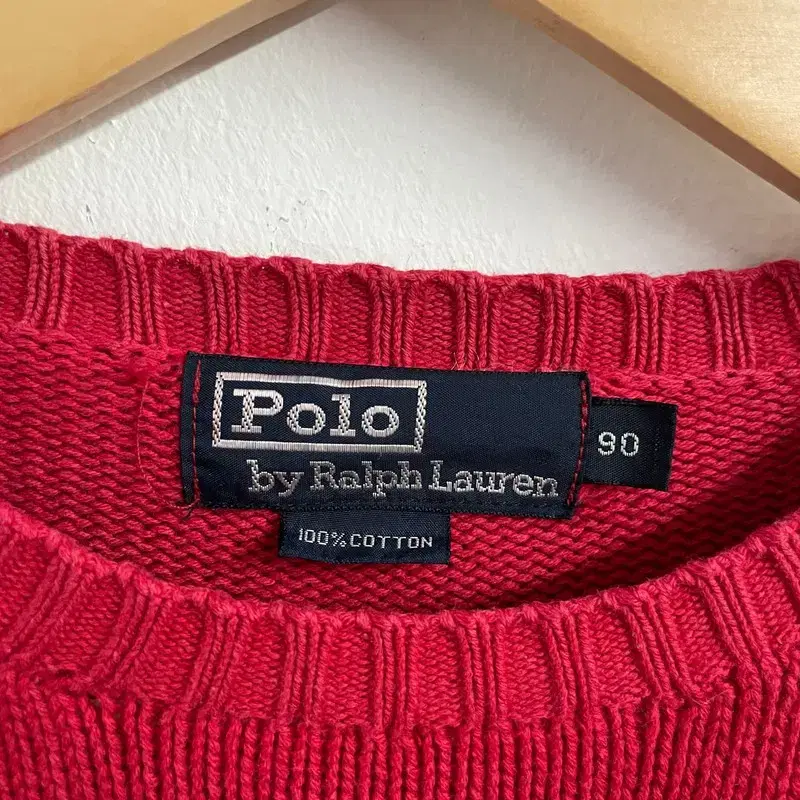 Polo
by Ralph Lauren
90
100% COTTON